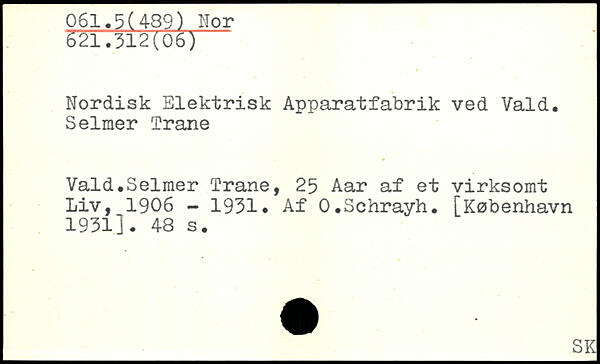 061.5(489) Nor
621.312(06)
Nordisk Elektrisk Apparatfabrik ved Vald.
Selmer Trane
Vald.Selmer Trane, 25 Aar af et virksomt
Liv, 1906 - 1931. Af O.Schrayh. [København
1931]. 48 s.
SK